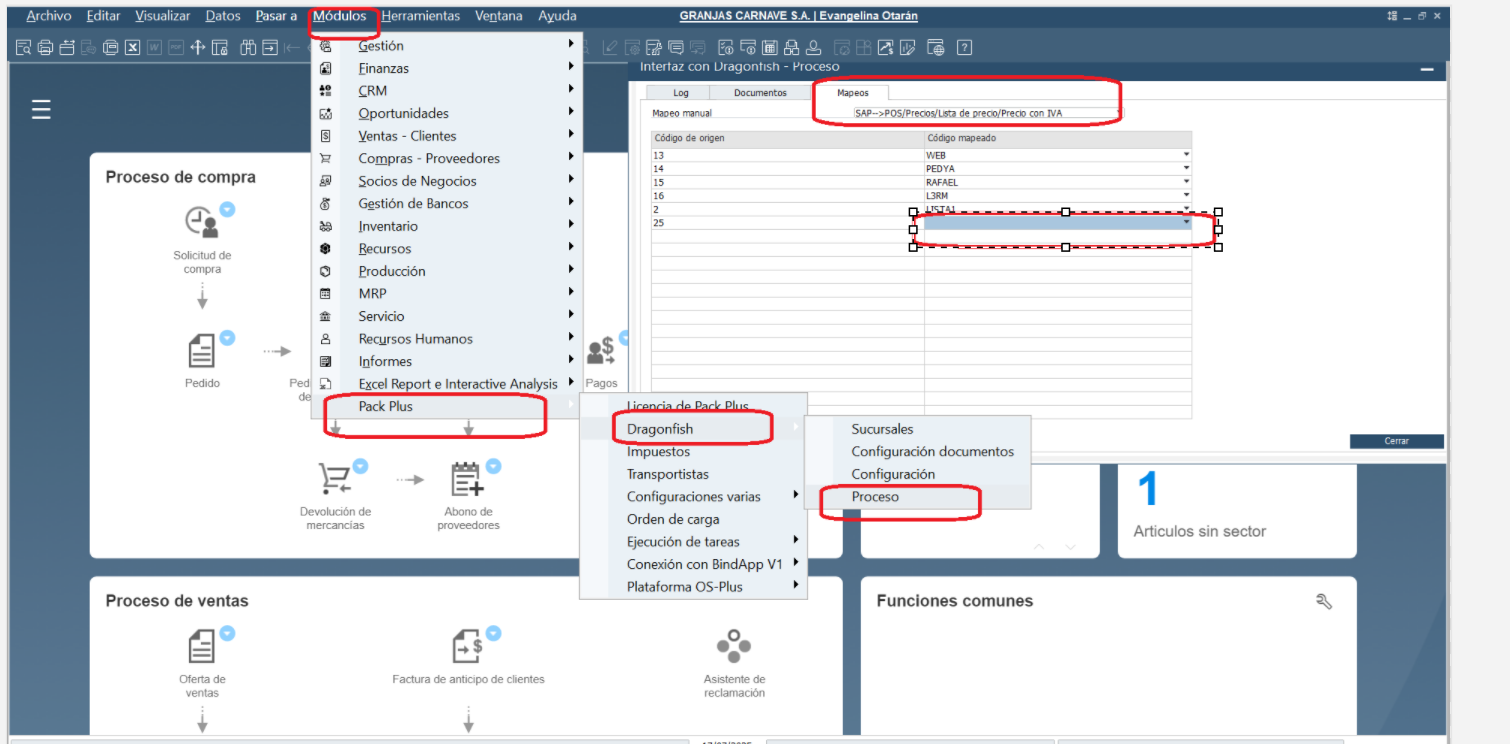 Archivo Editar Visualizar Datos Pasar a Módulos Herramientas Ventana Ayuda
GRANJAS CARNAVE S.A. | Evangelina Otarán
Gestión
Finanzas
CRM
Oportunidades
Ventas - Clientes
Compras - Proveedores
Socios de Negocios
Gestión de Bancos
Inventario
Recursos
Producción
MRP
Servicio
Recursos Humanos
Informes
Excel Report e Interactive Analysis
Pack Plus
Licencia de Pack Plus
Dragonfish
Impuestos
Transportistas
Configuraciones varias
Orden de carga
Ejecución de tareas
Conexión con BindApp V1
Plataforma OS-Plus
Sucursales
Configuración documentos
Configuración
Proceso
Interfaz con Dragonfish - Proceso
Log Documentos Mapeos
Mapeo manual SAP-->POS/Precios/Lista de precio/Precio con IVA
Código de origen Código mapeado
13 WEB
14 PEDYA
15 RAFAEL
16 L3RM
2 LISTA1
25
Cerrar
Proceso de compra
Solicitud de
compra
Pedido
Ped
de
Pagos
Devolución de
mercancías
Abono de
proveedores
1
Articulos sin sector
Proceso de ventas
Oferta de
ventas
Factura de anticipo de clientes
Asistente de
reclamación
Funciones comunes